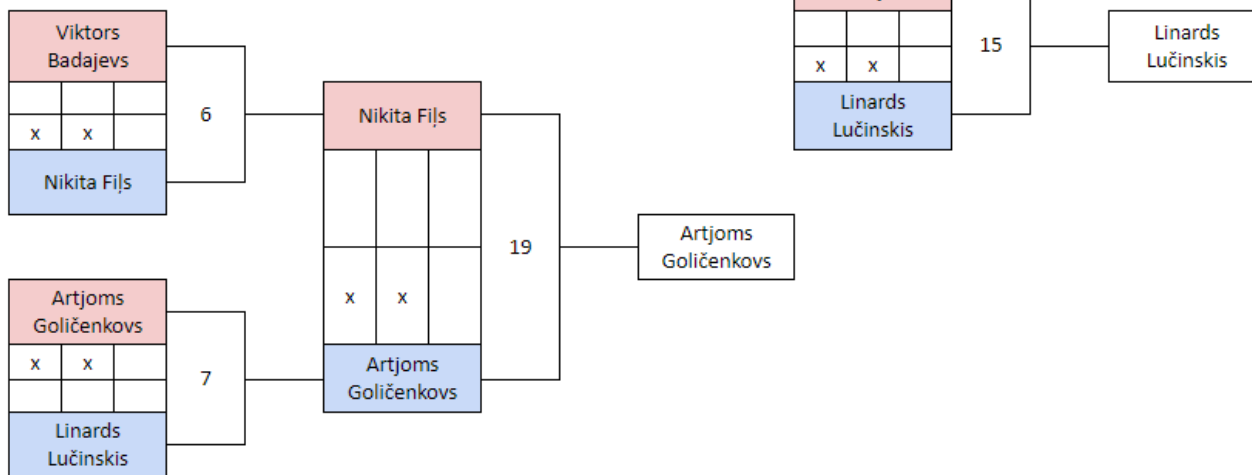 Viktors
Badajevs
x x
Nikita Fiļs
6
Artjoms
Goličenkovs
x x
Linards
Lučinskis
7
Nikita Fiļs
x x
Artjoms
Goličenkovs
19
Artjoms
Goličenkovs
x x
Linards
Lučinskis
15
Linards
Lučinskis